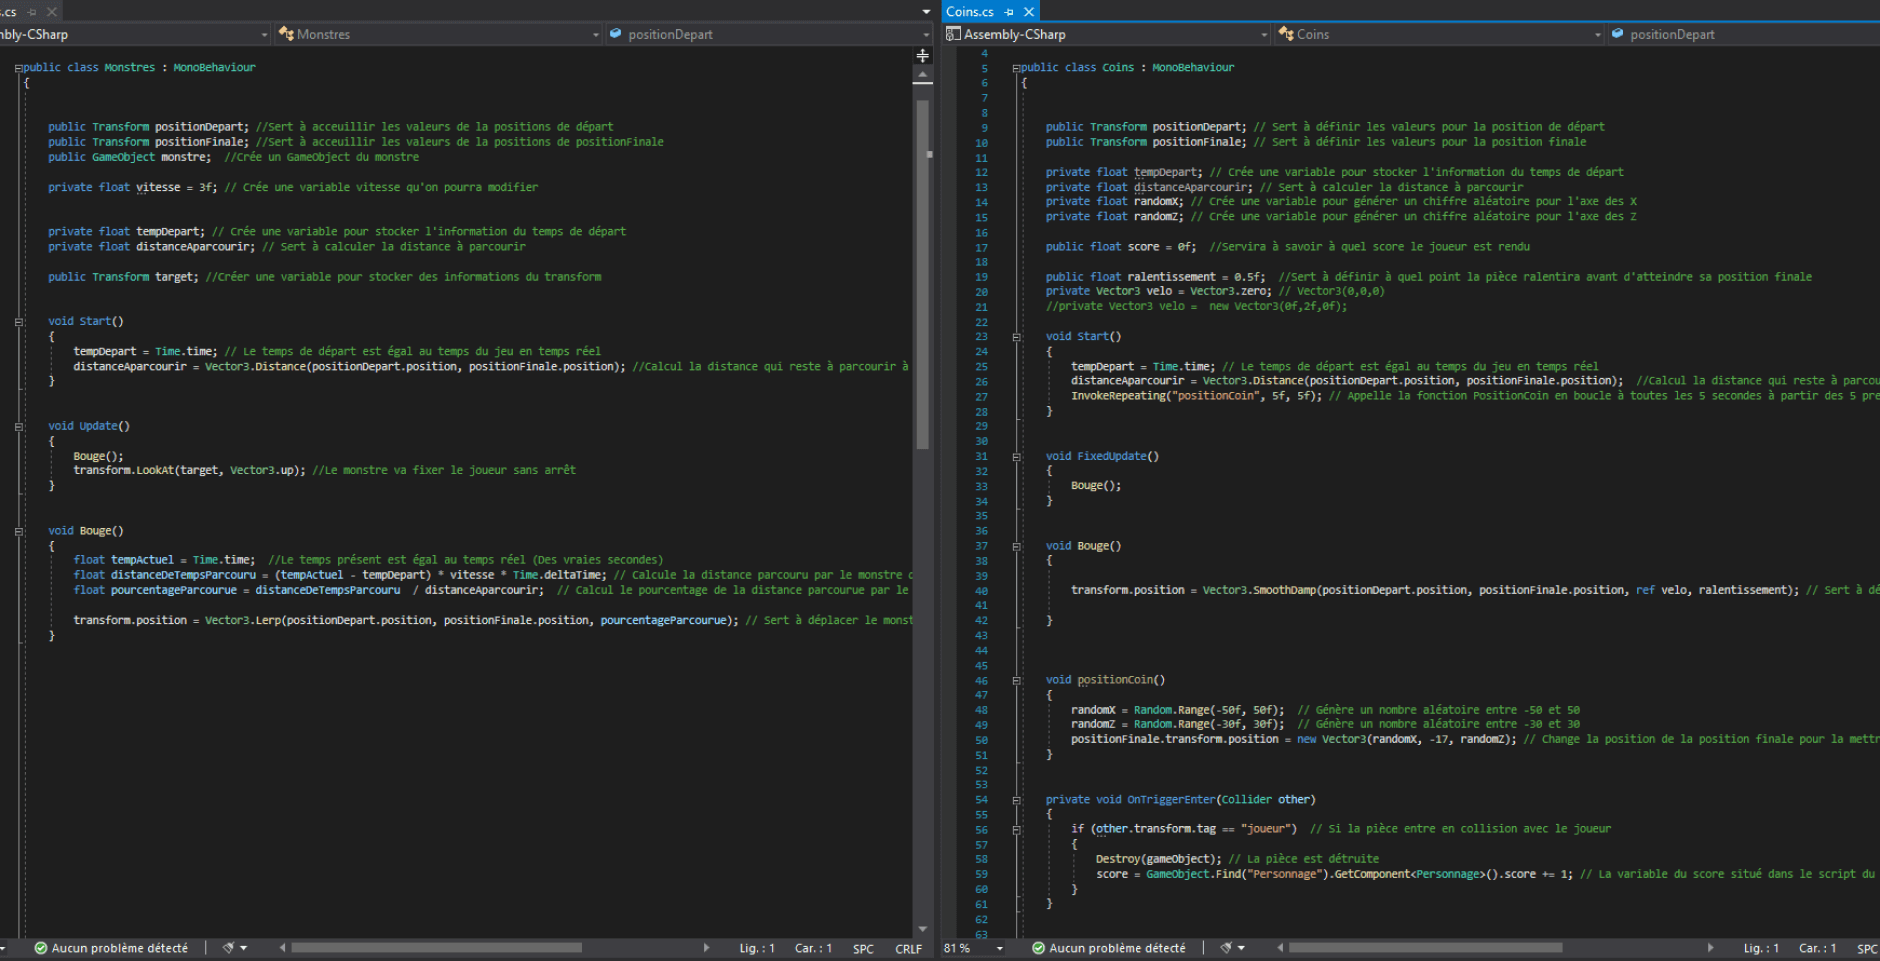 .cs
bly-CSharp
Monstres
positionDepart
public class Monstres : MonoBehaviour
{
public Transform positionDepart; //Sert à acceuillir les valeurs de la positions de départ
public Transform positionFinale; //Sert à acceuillir les valeurs de la positions de positionFinale
public GameObject monstre;  //Crée un GameObject du monstre
private float vitesse = 3f; // Crée une variable vitesse qu'on pourra modifier
private float tempDepart; // Crée une variable pour stocker l'information du temps de départ
private float distanceAparcourir; // Sert à calculer la distance à parcourir
public Transform target; //Créer une variable pour stocker des informations du transform
void Start()
{
tempDepart = Time.time; // Le temps de départ est égal au temps du jeu en temps réel
distanceAparcourir = Vector3.Distance(positionDepart.position, positionFinale.position); //Calcul la distance qui reste à parcourir à
}
void Update()
{
Bouge();
transform.LookAt(target, Vector3.up); //Le monstre va fixer le joueur sans arrêt
}
void Bouge()
{
float tempActuel = Time.time;  //Le temps présent est égal au temps réel (Des vraies secondes)
float distanceDeTempsParcouru = (tempActuel - tempDepart) * vitesse * Time.deltaTime; // Calcule la distance parcouru par le monstre
float pourcentageParcourue = distanceDeTempsParcouru  / distanceAparcourir;  // Calcul le pourcentage de la distance parcourue par le
transform.position = Vector3.Lerp(positionDepart.position, positionFinale.position, pourcentageParcourue); // Sert à déplacer le monst
}
Aucun problème détecté
Lig. : 1
Car. : 1
SPC
CRLF
Coins.cs
Assembly-CSharp
Coins
positionDepart
4
5 public class Coins : MonoBehaviour
6 {
7
8
9 public Transform positionDepart; // Sert à définir les valeurs pour la position de départ
10 public Transform positionFinale; // Sert à définir les valeurs pour la position finale
11
12 private float tempDepart; // Crée une variable pour stocker l'information du temps de départ
13 private float distanceAparcourir; // Sert à calculer la distance à parcourir
14 private float randomX; // Crée une variable pour générer un chiffre aléatoire pour l'axe des X
15 private float randomZ; // Crée une variable pour générer un chiffre aléatoire pour l'axe des Z
16
17 public float score = 0f;  //Servira à savoir à quel score le joueur est rendu
18
19 public float ralentissement = 0.5f;  //Sert à définir à quel point la pièce ralentira avant d'atteindre sa position finale
20 private Vector3 velo = Vector3.zero; // Vector3(0,0,0)
21 //private Vector3 velo =  new Vector3(0f,2f,0f);
22
23 void Start()
24 {
25 tempDepart = Time.time; // Le temps de départ est égal au temps du jeu en temps réel
26 distanceAparcourir = Vector3.Distance(positionDepart.position, positionFinale.position);  //Calcul la distance qui reste à parcou
27 InvokeRepeating("positionCoin", 5f, 5f); // Appelle la fonction PositionCoin en boucle à toutes les 5 secondes à partir des 5 pre
28 }
29
30
31 void FixedUpdate()
32 {
33 Bouge();
34 }
35
36
37 void Bouge()
38 {
39
40 transform.position = Vector3.SmoothDamp(positionDepart.position, positionFinale.position, ref velo, ralentissement); // Sert à dé
41
42 }
43
44
45
46 void positionCoin()
47 {
48 randomX = Random.Range(-50f, 50f);  // Génère un nombre aléatoire entre -50 et 50
49 randomZ = Random.Range(-30f, 30f);  // Génère un nombre aléatoire entre -30 et 30
50 positionFinale.transform.position = new Vector3(randomX, -17, randomZ); // Change la position de la position finale pour la mettr
51 }
52
53
54 private void OnTriggerEnter(Collider other)
55 {
56 if (other.transform.tag == "joueur")  // Si la pièce entre en collision avec le joueur
57 {
58 Destroy(gameObject); // La pièce est détruite
59 score = GameObject.Find("Personnage").GetComponent<Personnage>().score += 1; // La variable du score situé dans le script du
60 }
61 }
62
63
81 %
Aucun problème détecté
Lig. : 1
Car. : 1
SPC